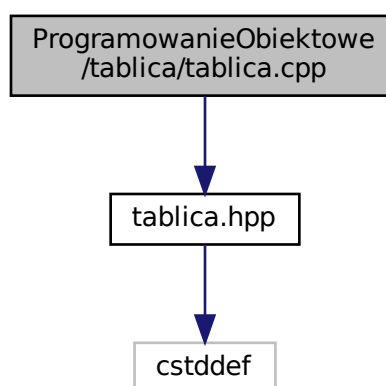 ProgramowanieObiektowe
/tablica/tablica.cpp
tablica.hpp
cstddef